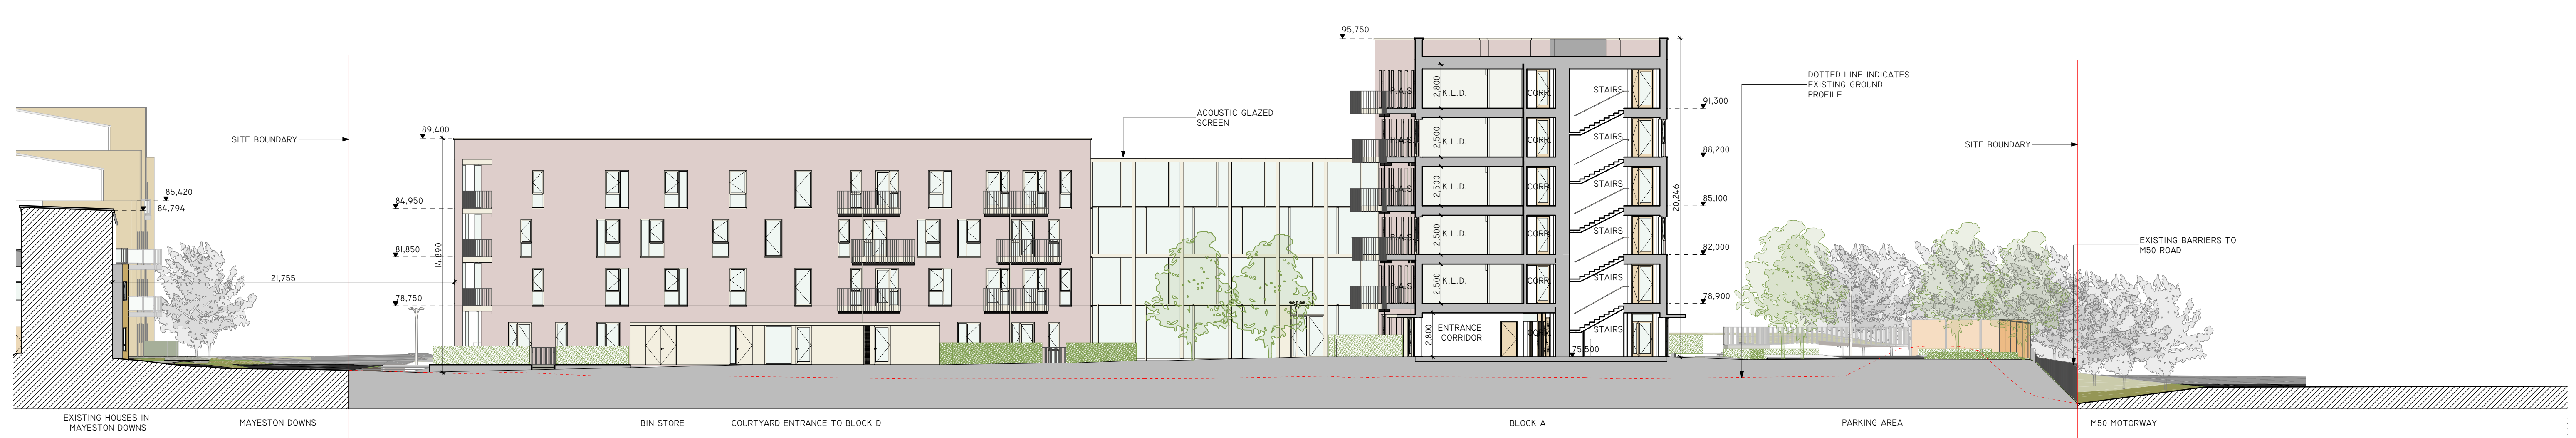 95,750
DOTTED LINE INDICATES
EXISTING GROUND
PROFILE
2,800
P.A.S.
K.L.D.
CORR.
STAIRS
91,300
ACOUSTIC GLAZED
SCREEN
89,400
SITE BOUNDARY
2,500
P.A.S.
K.L.D.
CORR.
STAIRS
88,200
SITE BOUNDARY
85,420
84,794
84,950
2,500
P.A.S.
K.L.D.
CORR.
STAIRS
85,100
20,246
81,850
14,890
2,500
P.A.S.
K.L.D.
CORR.
STAIRS
82,000
EXISTING BARRIERS TO
M50 ROAD
21,755
78,750
2,500
P.A.S.
K.L.D.
CORR.
STAIRS
78,900
2,800
ENTRANCE
CORRIDOR
CORR.
STAIRS
75,500
EXISTING HOUSES IN
MAYESTON DOWNS
MAYESTON DOWNS
BIN STORE
COURTYARD ENTRANCE TO BLOCK D
BLOCK A
PARKING AREA
M50 MOTORWAY